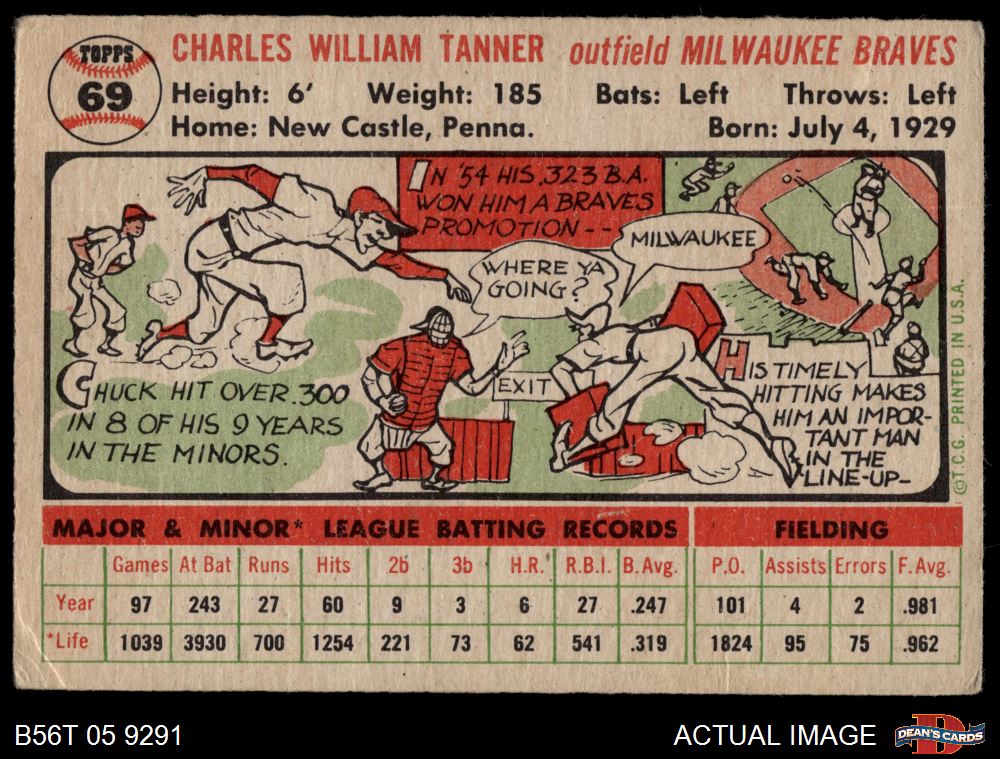 TOPPS
69
CHARLES WILLIAM TANNER outfield MILWAUKEE BRAVES
Height: 6' Weight: 185 Bats: Left Throws: Left
Home: New Castle, Penna. Born: July 4, 1929
IN '54 HIS .323 B.A.
WON HIM A BRAVES
PROMOTION--
WHERE YA
GOING?
MILWAUKEE
EXIT
CHUCK HIT OVER .300
IN 8 OF HIS 9 YEARS
IN THE MINORS.
HIS TIMELY
HITTING MAKES
HIM AN IMPOR-
TANT MAN
IN THE
LINE-UP-
©T.C.G. PRINTED IN U.S.A.
MAJOR & MINOR* LEAGUE BATTING RECORDS FIELDING
Games At Bat Runs Hits 2b 3b H.R. R.B.I. B.Avg. P.O. Assists Errors F. Avg.
Year 97 243 27 60 9 3 6 27 .247 101 4 2 .981
*Life 1039 3930 700 1254 221 73 62 541 .319 1824 95 75 .962
B56T 05 9291 ACTUAL IMAGE
DEAN'S CARDS